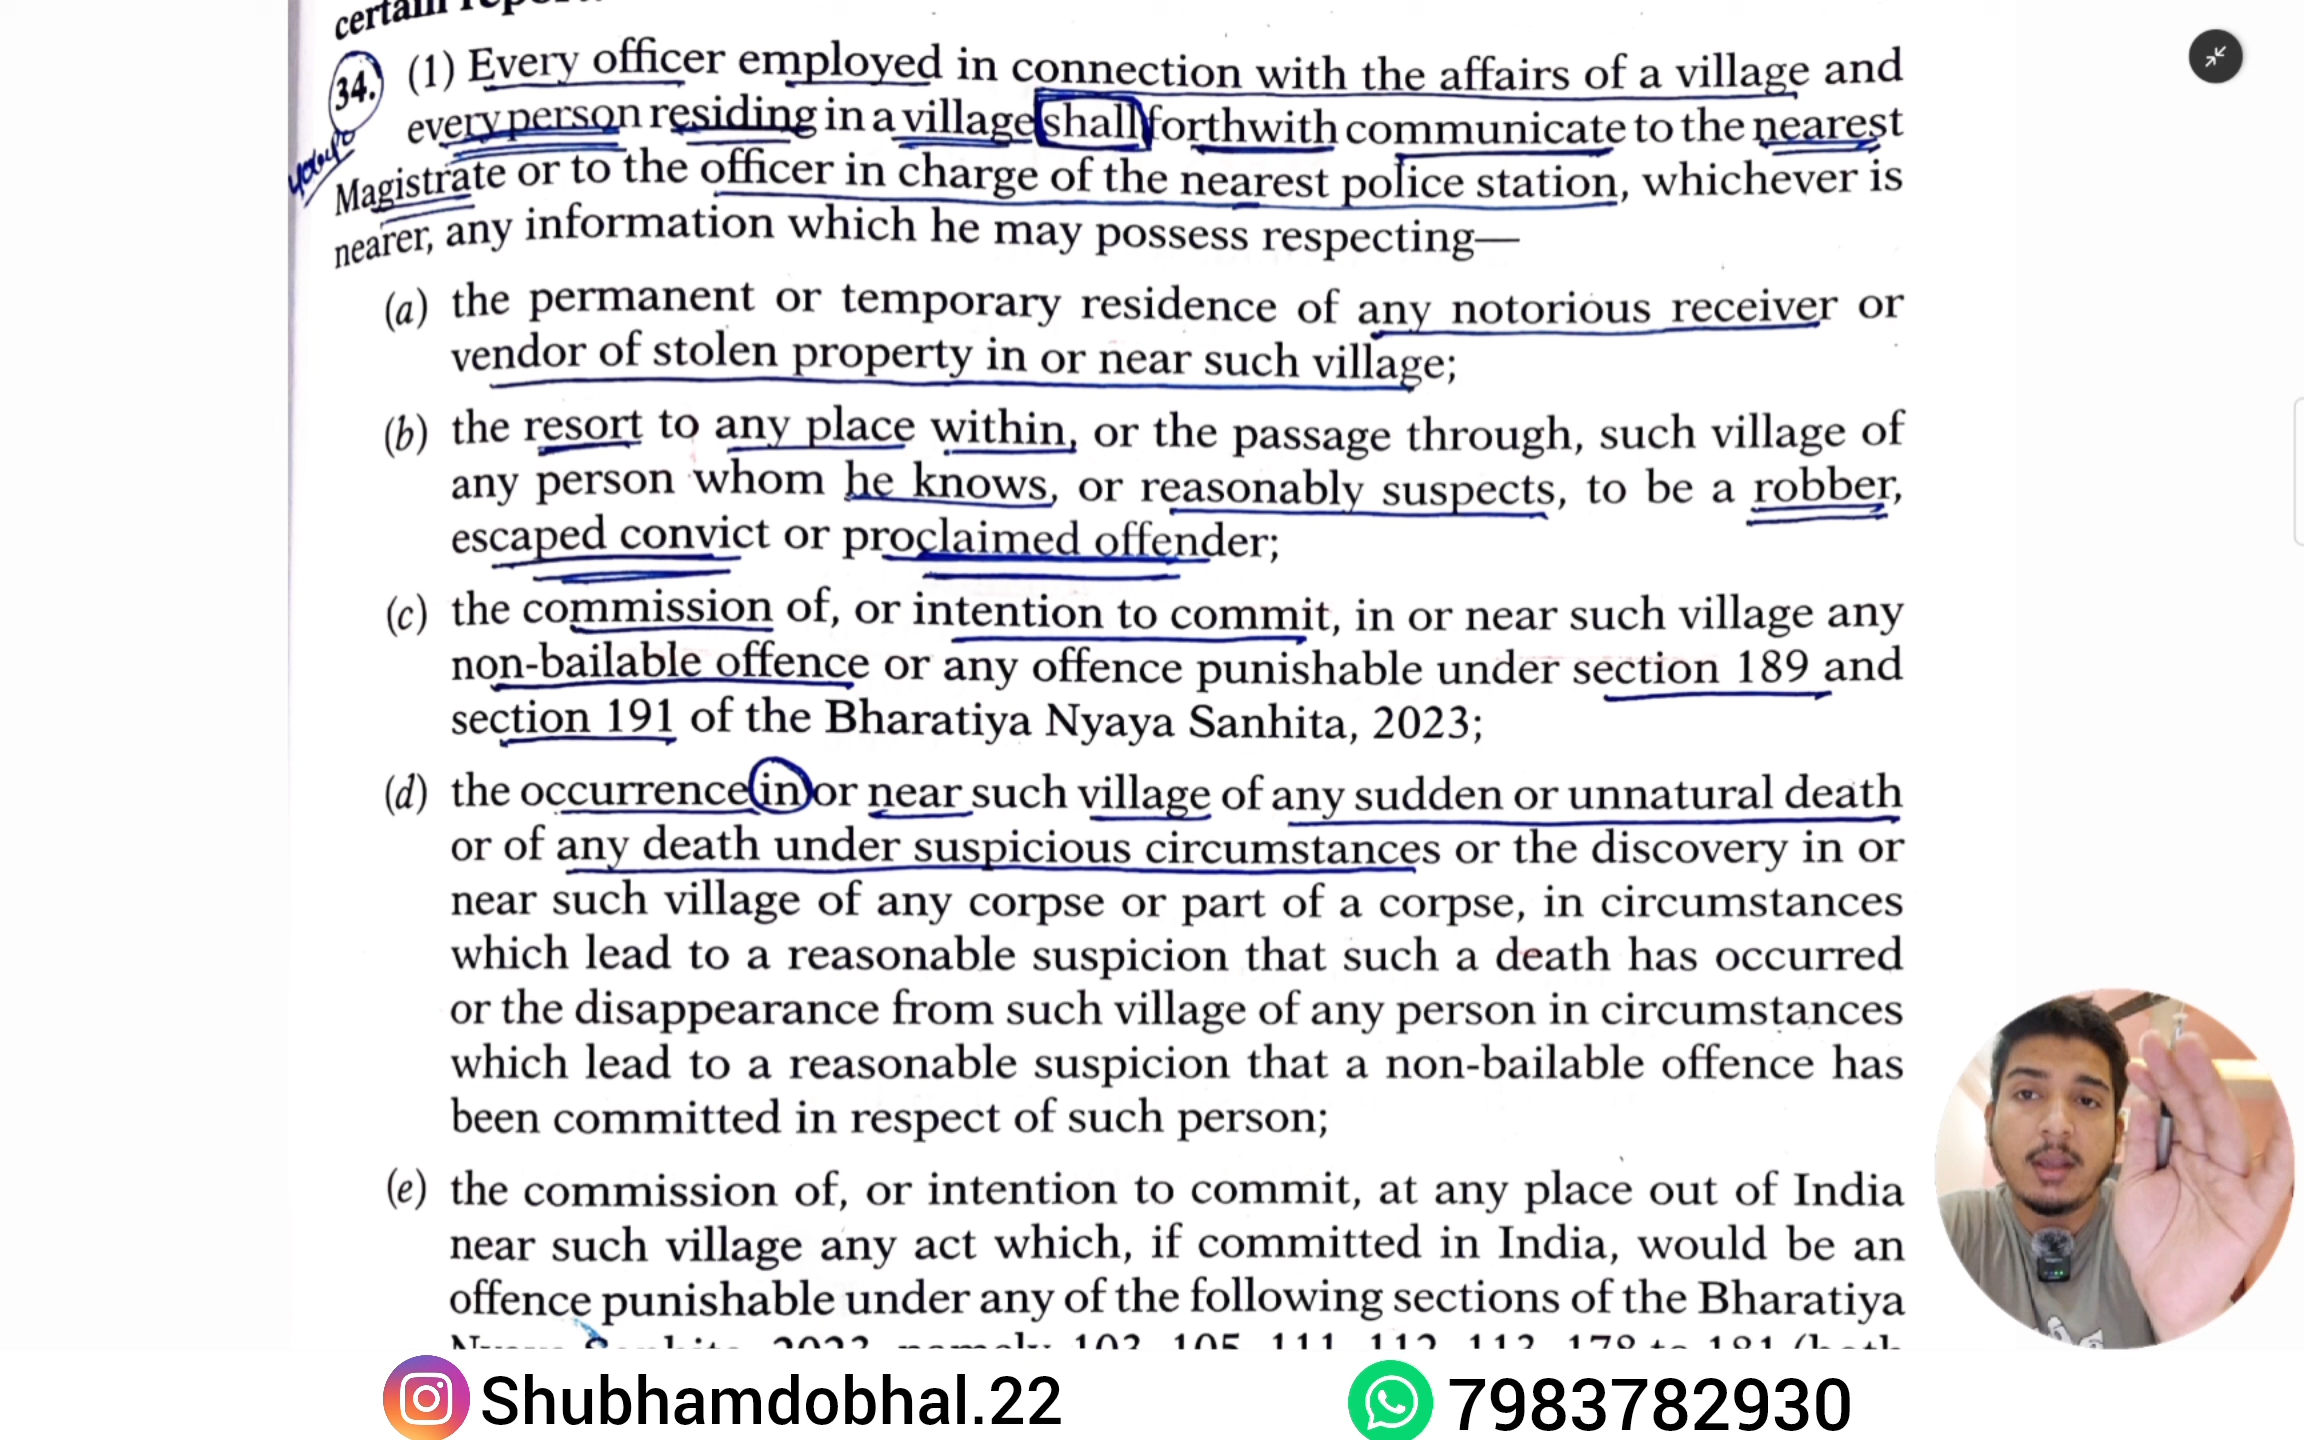 certain
34. (1) Every officer employed in connection with the affairs of a village and
every person residing in a village shall forthwith communicate to the nearest
Magistrate or to the officer in charge of the nearest police station, whichever is
nearer, any information which he may possess respecting—
(a) the permanent or temporary residence of any notorious receiver or
vendor of stolen property in or near such village;
(b) the resort to any place within, or the passage through, such village of
any person whom he knows, or reasonably suspects, to be a robber,
escaped convict or proclaimed offender;
(c) the commission of, or intention to commit, in or near such village any
non-bailable offence or any offence punishable under section 189 and
section 191 of the Bharatiya Nyaya Sanhita, 2023;
(d) the occurrence in or near such village of any sudden or unnatural death
or of any death under suspicious circumstances or the discovery in or
near such village of any corpse or part of a corpse, in circumstances
which lead to a reasonable suspicion that such a death has occurred
or the disappearance from such village of any person in circumstances
which lead to a reasonable suspicion that a non-bailable offence has
been committed in respect of such person;
(e) the commission of, or intention to commit, at any place out of India
near such village any act which, if committed in India, would be an
offence punishable under any of the following sections of the Bharatiya
Shubhamdobhal.22
7983782930